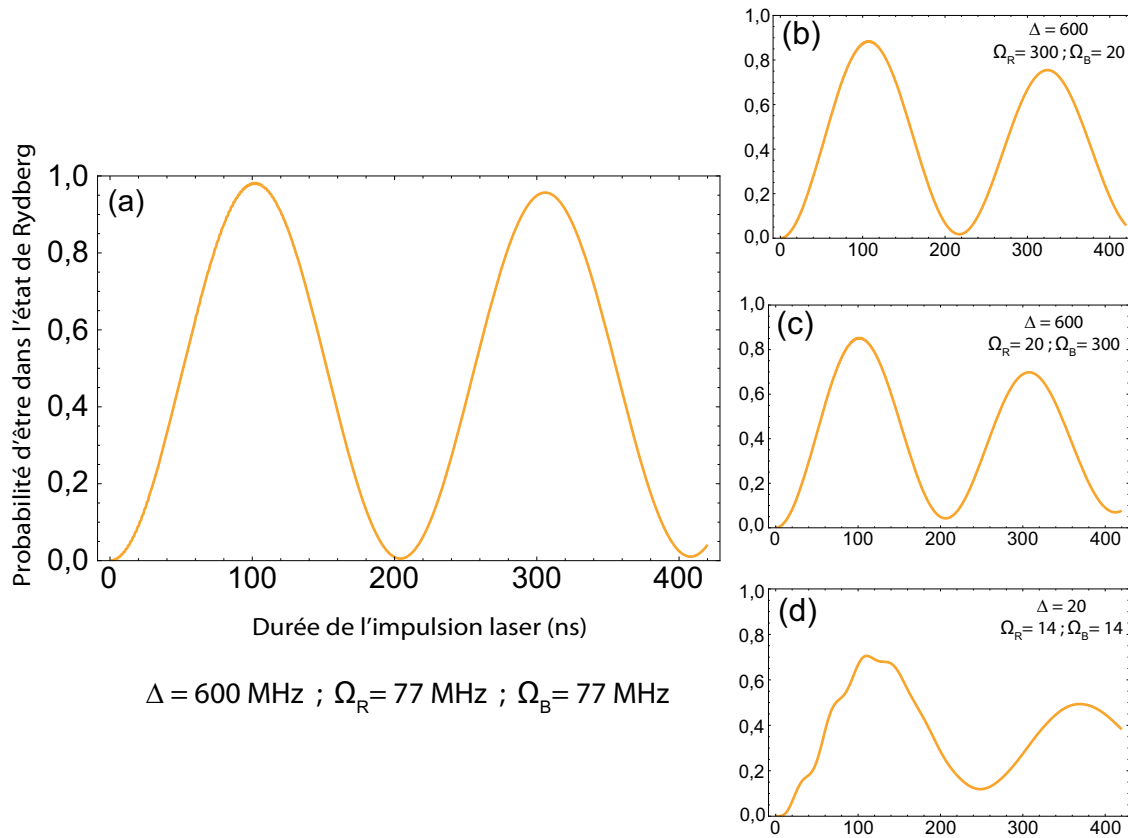 Probabilité d'être dans l'état de Rydberg
(a)
1,0
0,8
0,6
0,4
0,2
0,0
0 100 200 300 400
Durée de l'impulsion laser (ns)
Δ = 600 MHz ; Ω_R= 77 MHz ; Ω_B= 77 MHz
(b)
Δ = 600
Ω_R= 300 ; Ω_B= 20
1,0
0,8
0,6
0,4
0,2
0,0
0 100 200 300 400
(c)
Δ = 600
Ω_R= 20 ; Ω_B= 300
1,0
0,8
0,6
0,4
0,2
0,0
0 100 200 300 400
(d)
Δ = 20
Ω_R= 14 ; Ω_B= 14
1,0
0,8
0,6
0,4
0,2
0,0
0 100 200 300 400